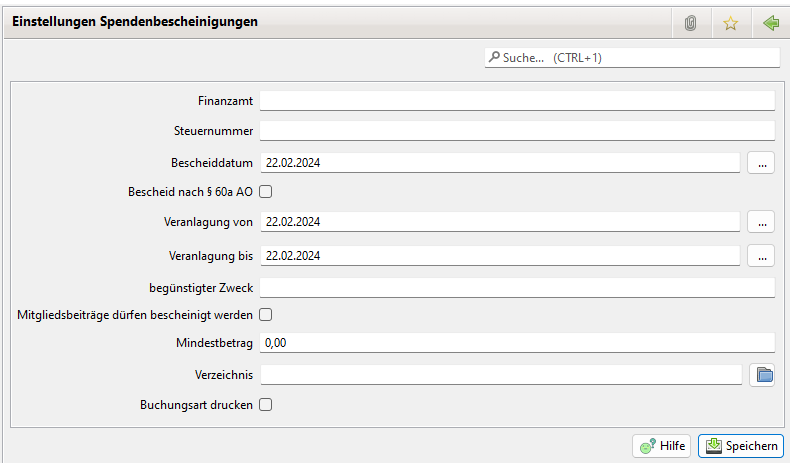 Einstellungen Spendenbescheinigungen
Suche... (CTRL+1)
Finanzamt
Steuernummer
Bescheiddatum 22.02.2024 ...
Bescheid nach § 60a AO
Veranlagung von 22.02.2024 ...
Veranlagung bis 22.02.2024 ...
begünstigter Zweck
Mitgliedsbeiträge dürfen bescheinigt werden
Mindestbetrag 0,00
Verzeichnis
Buchungsart drucken
Hilfe Speichern